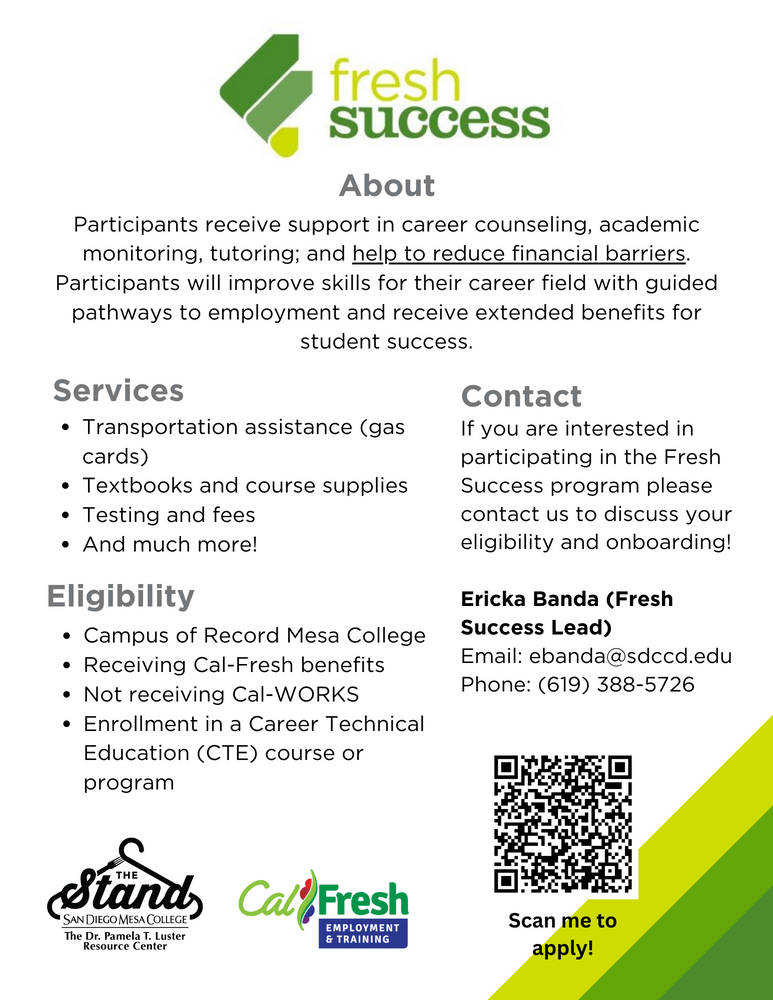 fresh
success
About
Participants receive support in career counseling, academic
monitoring, tutoring; and help to reduce financial barriers.
Participants will improve skills for their career field with guided
pathways to employment and receive extended benefits for
student success.
Services
• Transportation assistance (gas
cards)
• Textbooks and course supplies
• Testing and fees
• And much more!
Eligibility
• Campus of Record Mesa College
• Receiving Cal-Fresh benefits
• Not receiving Cal-WORKS
• Enrollment in a Career Technical
Education (CTE) course or
program
Contact
If you are interested in
participating in the Fresh
Success program please
contact us to discuss your
eligibility and onboarding!
Ericka Banda (Fresh
Success Lead)
Email: ebanda@sdccd.edu
Phone: (619) 388-5726
Scan me to
apply!
THE
Stand
SAN DIEGO MESA COLLEGE
The Dr. Pamela T. Luster
Resource Center
CalFresh
EMPLOYMENT
& TRAINING